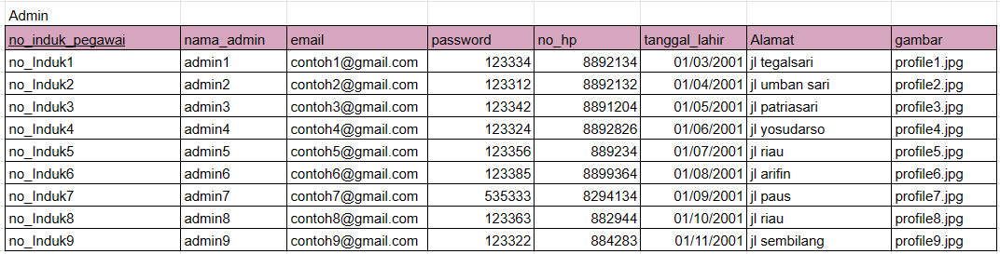 Admin
no_induk_pegawai nama_admin email password no_hp tanggal_lahir Alamat gambar
no_Induk1 admin1 contoh1@gmail.com 123334 8892134 01/03/2001 jl tegalsari profile1.jpg
no_Induk2 admin2 contoh2@gmail.com 123312 8892132 01/04/2001 jl umban sari profile2.jpg
no_Induk3 admin3 contoh3@gmail.com 123342 8891204 01/05/2001 jl patriasari profile3.jpg
no_Induk4 admin4 contoh4@gmail.com 123324 8892826 01/06/2001 jl yosudarso profile4.jpg
no_Induk5 admin5 contoh5@gmail.com 123356 889234 01/07/2001 jl riau profile5.jpg
no_Induk6 admin6 contoh6@gmail.com 123385 8899364 01/08/2001 jl arifin profile6.jpg
no_Induk7 admin7 contoh7@gmail.com 535333 8294134 01/09/2001 jl paus profile7.jpg
no_Induk8 admin8 contoh8@gmail.com 123363 882944 01/10/2001 jl riau profile8.jpg
no_Induk9 admin9 contoh9@gmail.com 123322 884283 01/11/2001 jl sembilang profile9.jpg